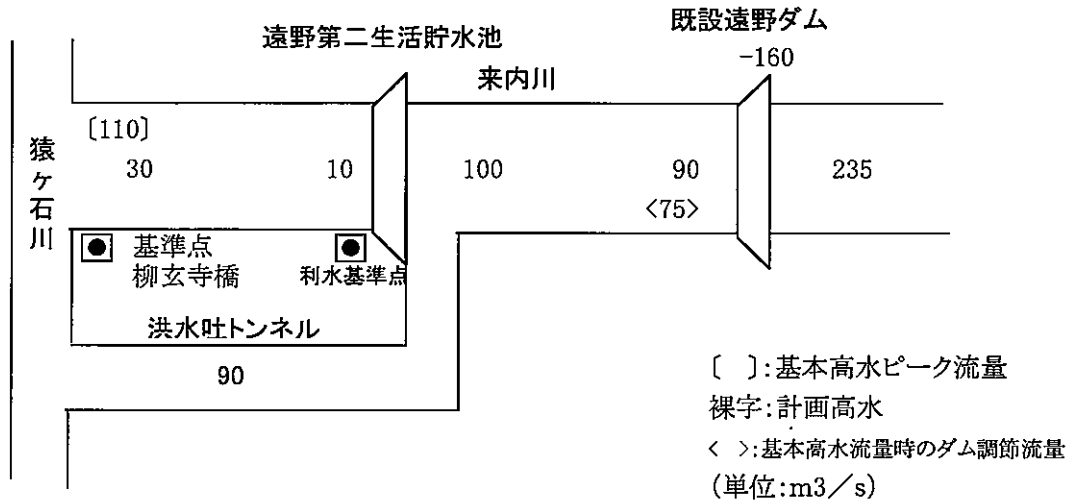 既設遠野ダム
遠野第二生活貯水池
-160
来内川
〔110〕
猿ヶ石川
30
10
100
90
235
<75>
基準点
柳玄寺橋
利水基準点
洪水吐トンネル
90
〔 〕:基本高水ピーク流量
裸字:計画高水
< >:基本高水流量時のダム調節流量
(単位:m3/s)